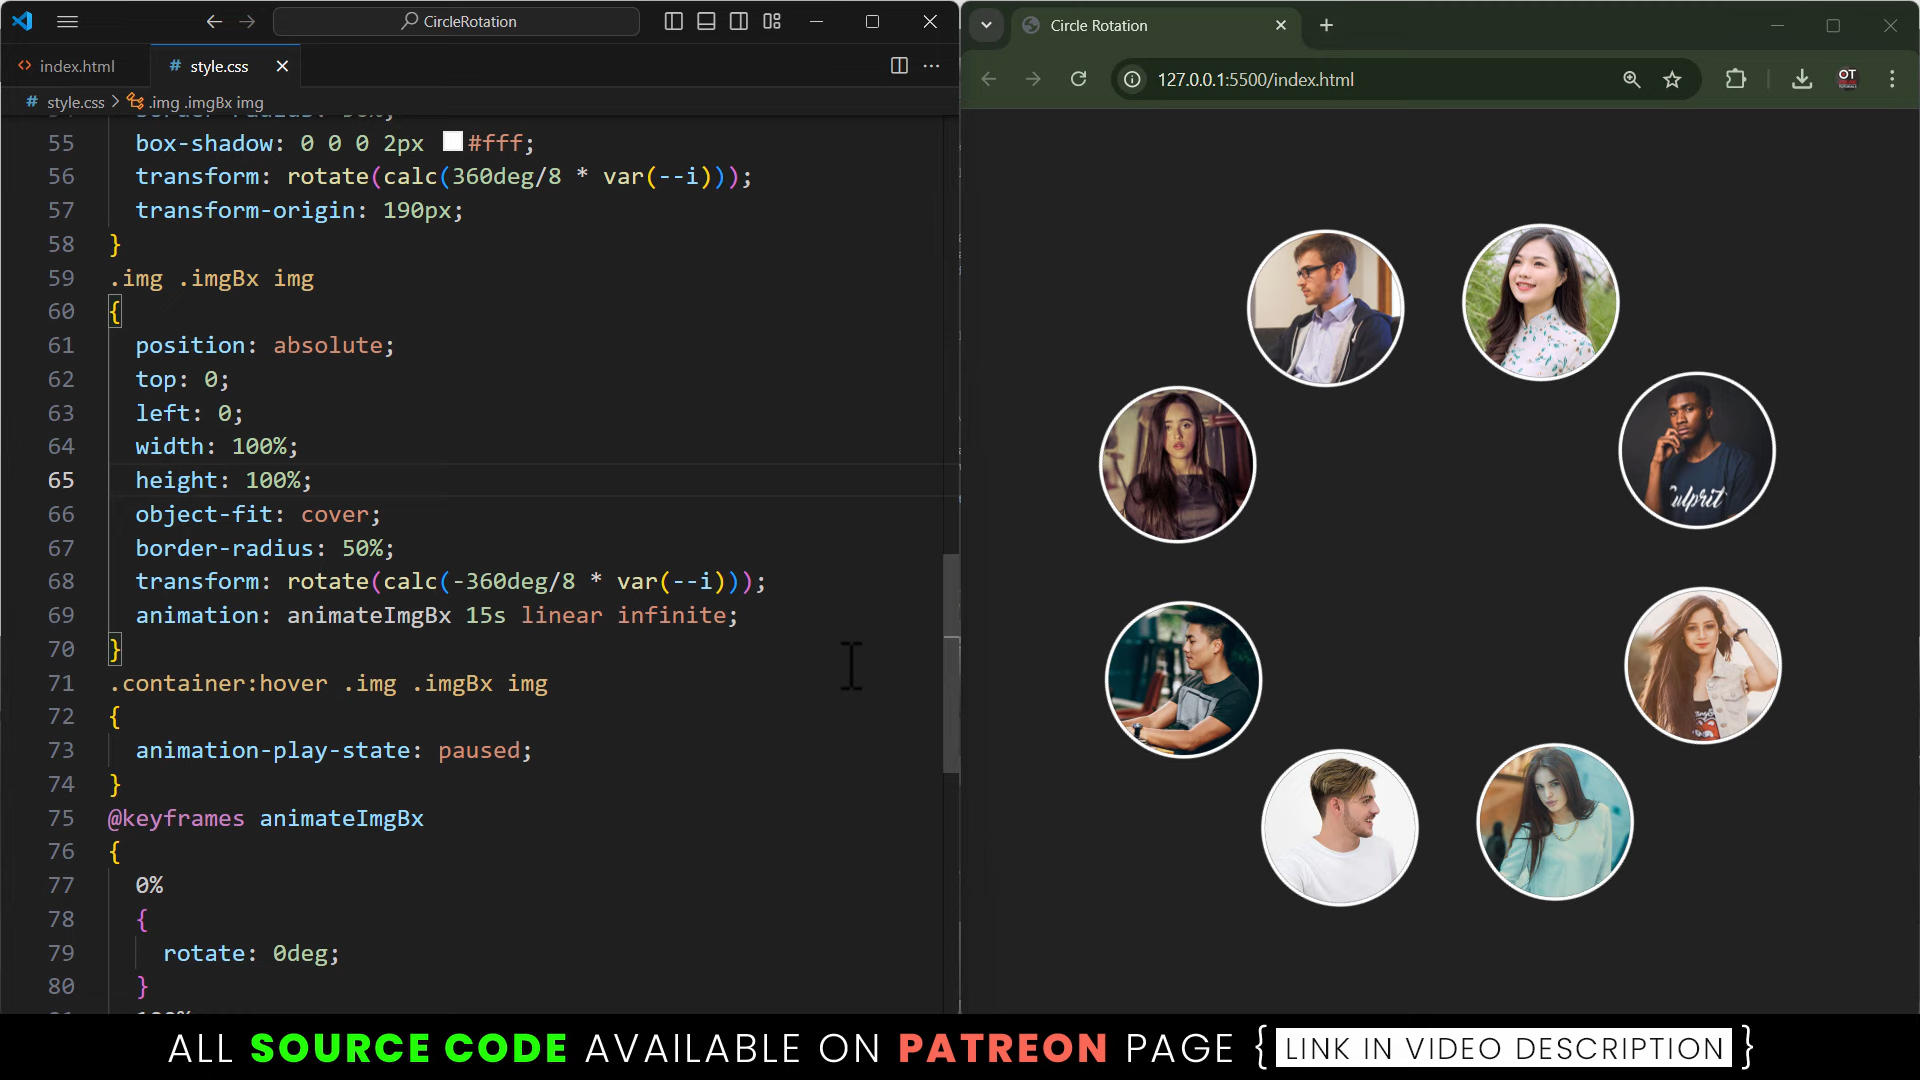 CircleRotation
index.html
# style.css
# style.css > .img .imgBx img
55 box-shadow: 0 0 0 2px #fff;
56 transform: rotate(calc(360deg/8 * var(--i)));
57 transform-origin: 190px;
58 }
59 .img .imgBx img
60 {
61 position: absolute;
62 top: 0;
63 left: 0;
64 width: 100%;
65 height: 100%;
66 object-fit: cover;
67 border-radius: 50%;
68 transform: rotate(calc(-360deg/8 * var(--i)));
69 animation: animateImgBx 15s linear infinite;
70 }
71 .container:hover .img .imgBx img
72 {
73 animation-play-state: paused;
74 }
75 @keyframes animateImgBx
76 {
77 0%
78 {
79 rotate: 0deg;
80 }
Circle Rotation
127.0.0.1:5500/index.html
OT
Culprit
ALL SOURCE CODE AVAILABLE ON PATREON PAGE { LINK IN VIDEO DESCRIPTION }